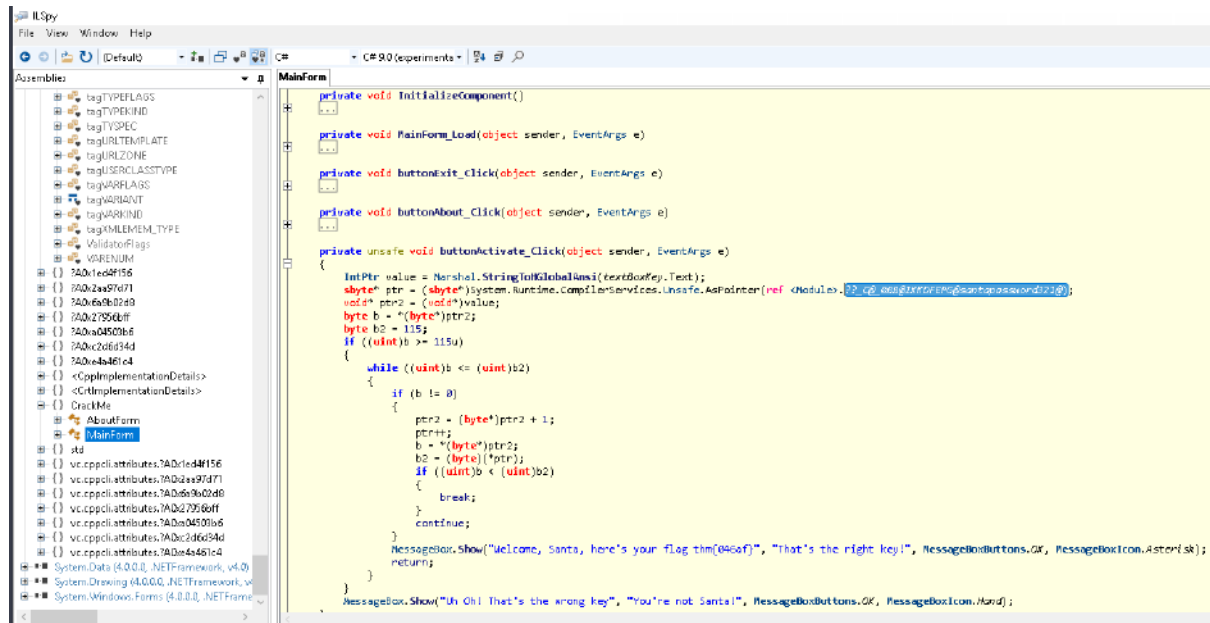 ILSpy
File View Window Help
(Default) C# C# 9.0 (experimenta
Assemblies
MainForm
tagTYPEFLAGS
tagTYPEKIND
tagTYSPEC
tagURLTEMPLATE
tagURLZONE
tagUSERCLASSTYPE
tagVARFLAGS
tagVARIANT
tagVARKIND
tagXMLEMEM_TYPE
ValidatorFlags
VARENUM
{} ?A0x1ed4f156
{} ?A0x2aa97d71
{} ?A0x6a9b02d8
{} ?A0x27956bff
{} ?A0xa04503b6
{} ?A0xc2d6d34d
{} ?A0xe4a461c4
{} <CppImplementationDetails>
{} <CrtImplementationDetails>
{} CrackMe
AboutForm
MainForm
{} std
{} vc.cppcli.attributes.?A0x1ed4f156
{} vc.cppcli.attributes.?A0x2aa97d71
{} vc.cppcli.attributes.?A0x6a9b02d8
{} vc.cppcli.attributes.?A0x27956bff
{} vc.cppcli.attributes.?A0xa04503b6
{} vc.cppcli.attributes.?A0xc2d6d34d
{} vc.cppcli.attributes.?A0xe4a461c4
System.Data (4.0.0.0, .NETFramework, v4.0)
System.Drawing (4.0.0.0, .NETFramework, v4
System.Windows.Forms (4.0.0.0, .NETFrame
private void InitializeComponent()
...
private void MainForm_Load(object sender, EventArgs e)
...
private void buttonExit_Click(object sender, EventArgs e)
...
private void buttonAbout_Click(object sender, EventArgs e)
...
private unsafe void buttonActivate_Click(object sender, EventArgs e)
{
IntPtr value = Marshal.StringToHGlobalAnsi(textBoxKey.Text);
sbyte* ptr = (sbyte*)System.Runtime.CompilerServices.Unsafe.AsPointer(ref <Module>.
void* ptr2 = (void*)value;
byte b = *(byte*)ptr2;
byte b2 = 115;
if ((uint)b >= 115u)
{
while ((uint)b <= (uint)b2)
{
if (b != 0)
{
ptr2 = (byte*)ptr2 + 1;
ptr++;
b = *(byte*)ptr2;
b2 = (byte)(*ptr);
if ((uint)b < (uint)b2)
{
break;
}
continue;
}
MessageBox.Show("Welcome, Santa, here's your flag thm{046af}", "That's the right key!", MessageBoxButtons.OK, MessageBoxIcon.Asterisk);
return;
}
}
MessageBox.Show("Uh Oh! That's the wrong key", "You're not Santa!", MessageBoxButtons.OK, MessageBoxIcon.Hand);